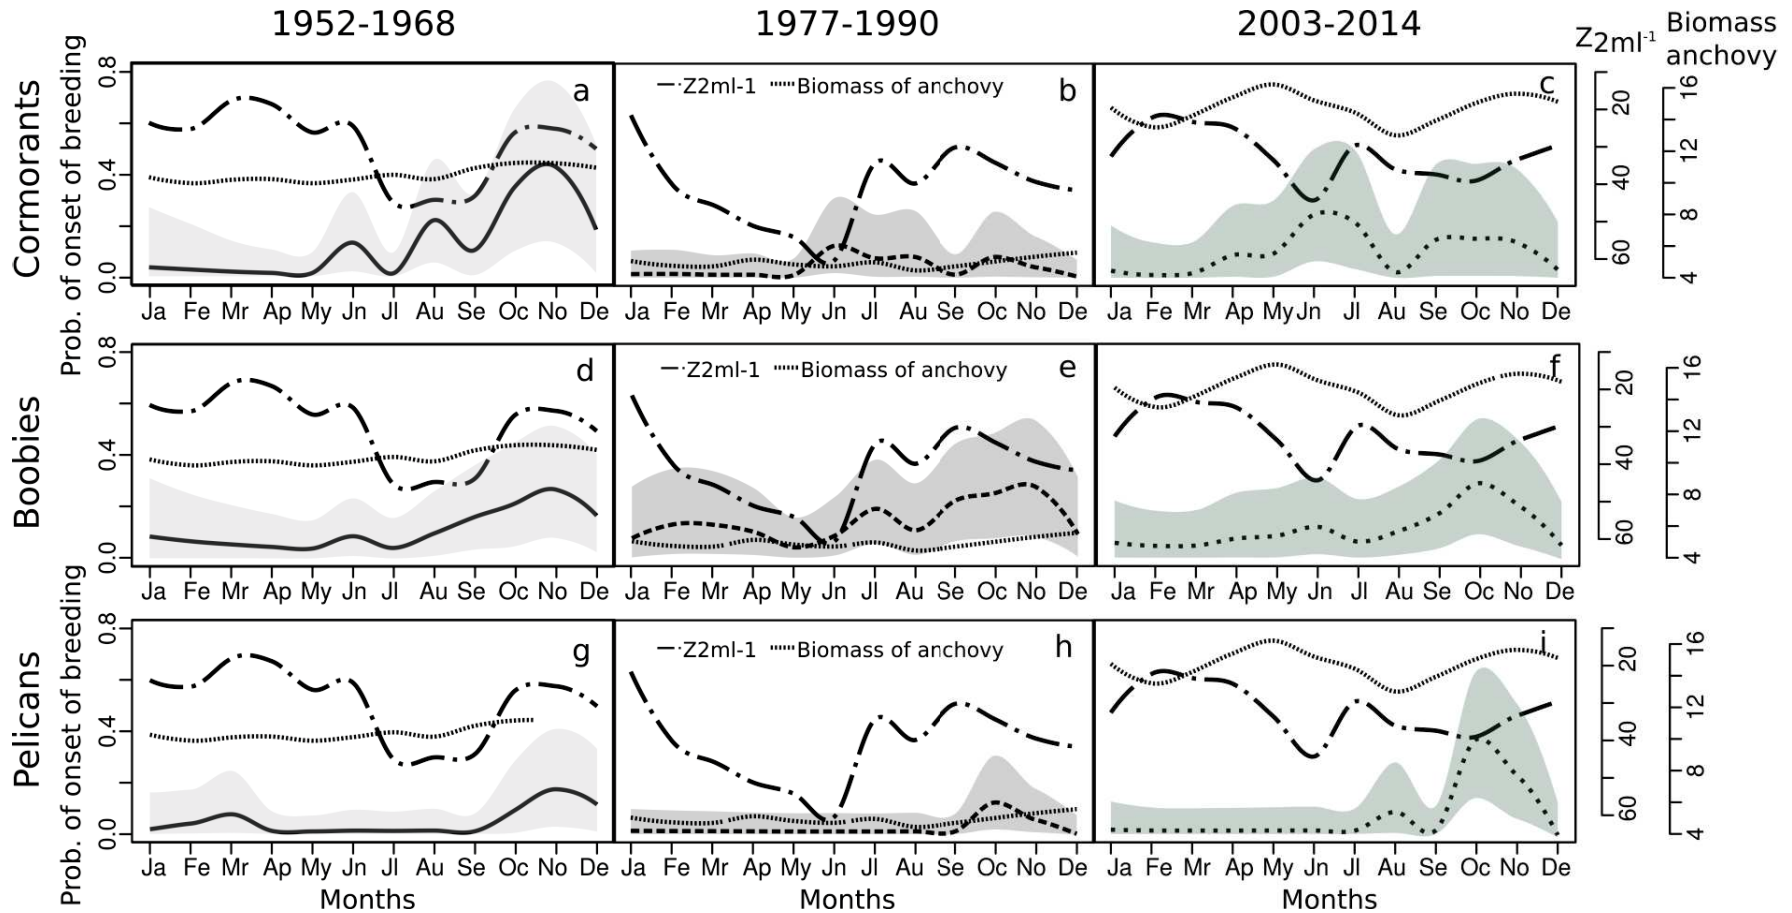 1952-1968 1977-1990 2003-2014
Z2ml-1 Biomass anchovy
Cormorants
Prob. of onset of breeding
0.8 0.4 0.0
a
Z2ml-1 Biomass of anchovy b
c
20 40 60
16 12 8 4
Ja Fe Mr Ap My Jn Jl Au Se Oc No De Ja Fe Mr Ap My Jn Jl Au Se Oc No De Ja Fe Mr Ap My Jn Jl Au Se Oc No De
Boobies
0.8 0.4 0.0
d
Z2ml-1 Biomass of anchovy e
f
20 40 60
16 12 8 4
Ja Fe Mr Ap My Jn Jl Au Se Oc No De Ja Fe Mr Ap My Jn Jl Au Se Oc No De Ja Fe Mr Ap My Jn Jl Au Se Oc No De
Pelicans
Prob. of onset of breeding
0.8 0.4 0.0
g
Z2ml-1 Biomass of anchovy h
i
20 40 60
16 12 8 4
Ja Fe Mr Ap My Jn Jl Au Se Oc No De Ja Fe Mr Ap My Jn Jl Au Se Oc No De Ja Fe Mr Ap My Jn Jl Au Se Oc No De
Months Months Months